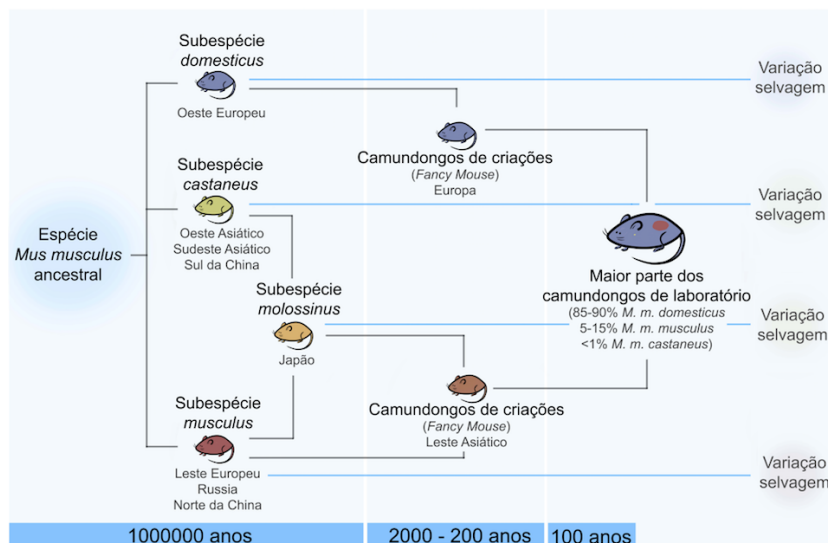 Subespécie
domesticus
Oeste Europeu
Variação
selvagem
Camundongos de criações
(Fancy Mouse)
Europa
Subespécie
castaneus
Oeste Asiático
Sudeste Asiático
Sul da China
Variação
selvagem
Espécie
Mus musculus
ancestral
Maior parte dos
camundongos de laboratório
(85-90% M. m. domesticus
5-15% M. m. musculus
<1% M. m. castaneus)
Subespécie
molossinus
Japão
Variação
selvagem
Camundongos de criações
(Fancy Mouse)
Leste Asiático
Subespécie
musculus
Leste Europeu
Russia
Norte da China
Variação
selvagem
1000000 anos
2000 - 200 anos
100 anos